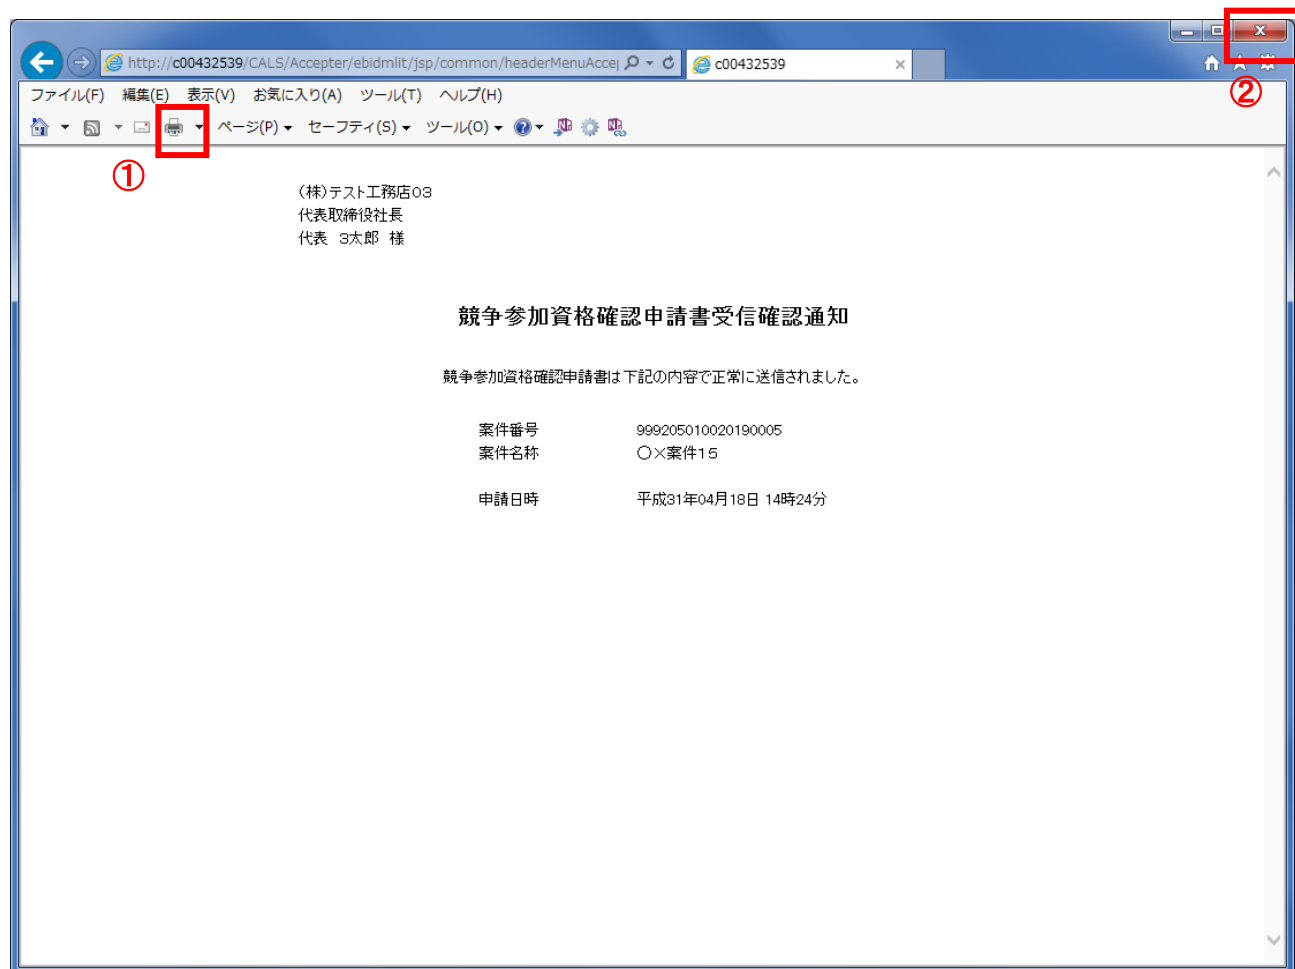 http://c00432539/CALS/Accepter/ebidmlit/jsp/common/headerMenuAccep
c00432539
②
ファイル(F) 編集(E) 表示(V) お気に入り(A) ツール(T) ヘルプ(H)
ページ(P) セーフティ(S) ツール(O)
①
(株)テスト工務店03
代表取締役社長
代表 3太郎 様
競争参加資格確認申請書受信確認通知
競争参加資格確認申請書は下記の内容で正常に送信されました。
案件番号 999205010020190005
案件名称 〇×案件15
申請日時 平成31年04月18日 14時24分